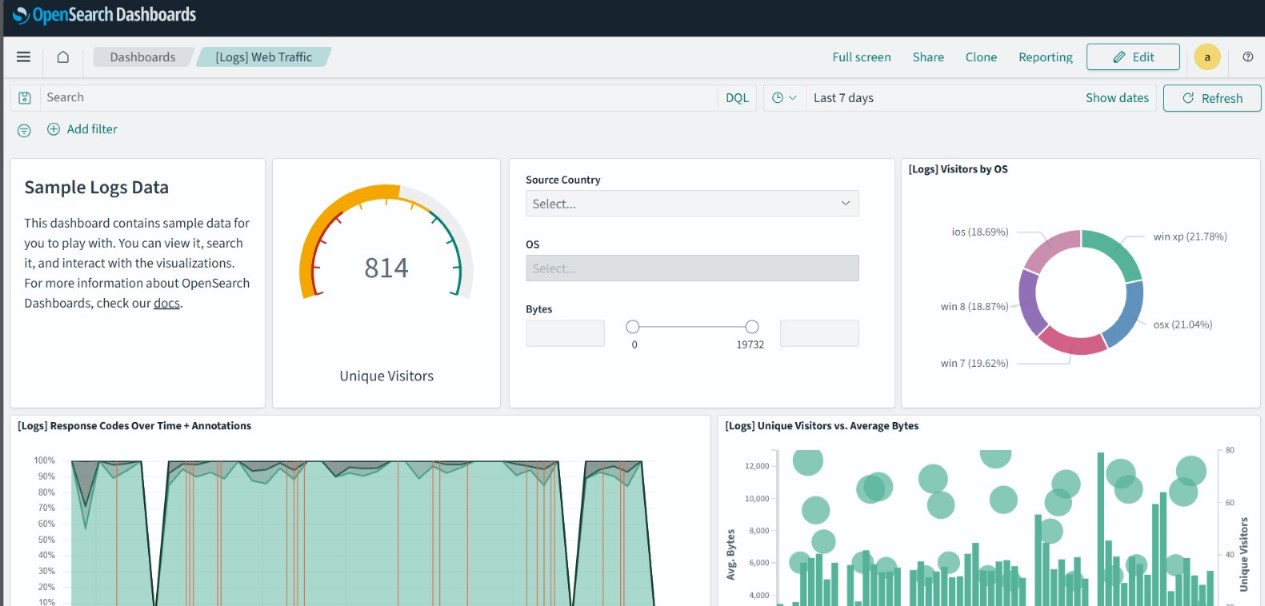 OpenSearch Dashboards
Dashboards [Logs] Web Traffic Full screen Share Clone Reporting Edit a
Search DQL Last 7 days Show dates Refresh
Add filter
Sample Logs Data
This dashboard contains sample data for
you to play with. You can view it, search
it, and interact with the visualizations.
For more information about OpenSearch
Dashboards, check our docs.
814
Unique Visitors
Source Country
Select...
OS
Select...
Bytes
0 19732
[Logs] Visitors by OS
ios (18.69%) win xp (21.78%)
win 8 (18.87%) osx (21.04%)
win 7 (19.62%)
[Logs] Response Codes Over Time + Annotations
100%
90%
80%
70%
60%
50%
40%
30%
20%
10%
[Logs] Unique Visitors vs. Average Bytes
Avg. Bytes
12,000
10,000
8,000
6,000
4,000
80
60
40
Unique Visitors